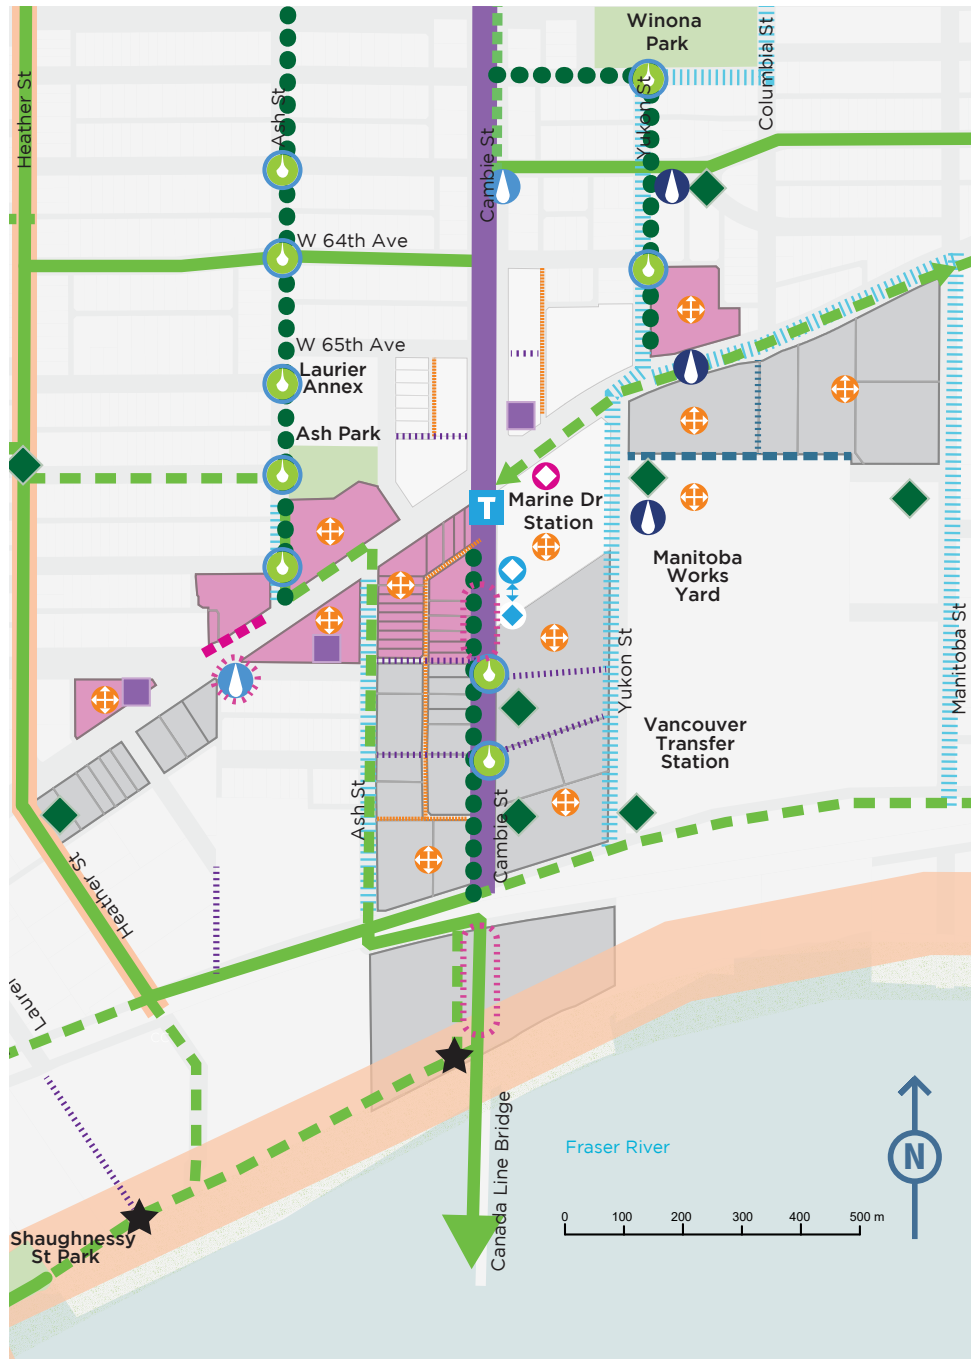 Winona
Park
Columbia St
Heather St
Ash St
Yukon St
Cambie St
W 64th Ave
W 65th Ave
Laurier
Annex
Ash Park
T
Marine Dr
Station
Manitoba
Works
Yard
Yukon St
Manitoba St
Vancouver
Transfer
Station
Ash St
Cambie St
Heather St
Laurel
Canada Line Bridge
Fraser River
N
0 100 200 300 400 500 m
Shaughnessy
St Park